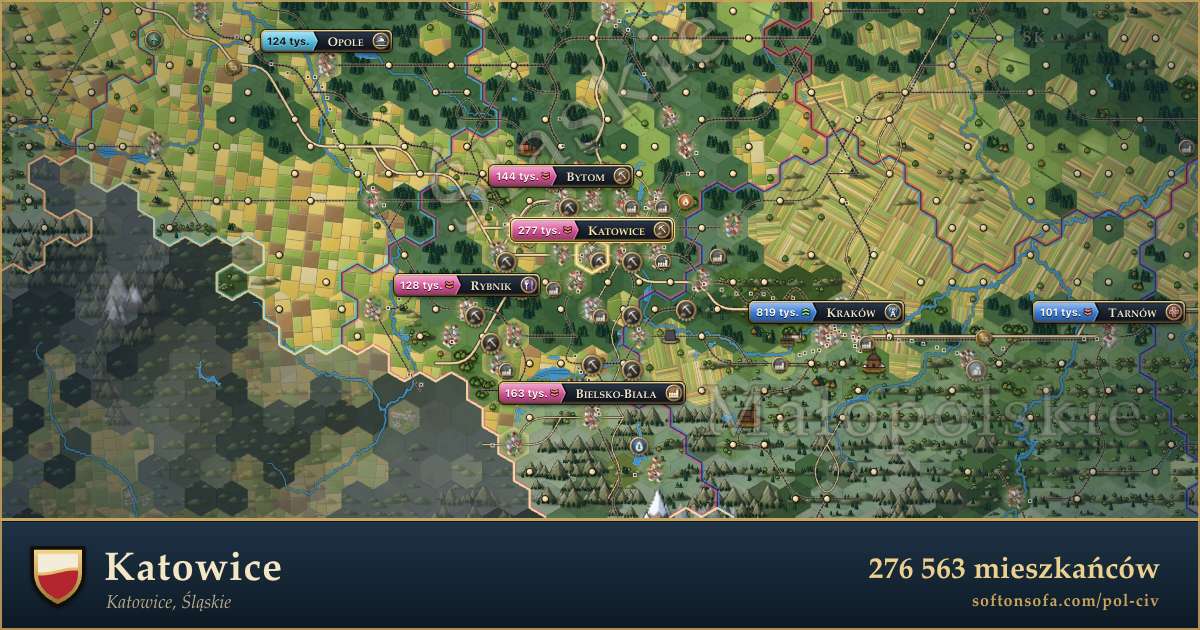 124 tys. OPOLE
Śląskie
SK
144 tys. BYTOM
277 tys. KATOWICE
128 tys. RYBNIK
819 tys. KRAKÓW
101 tys. TARNÓW
163 tys. BIELSKO-BIAŁA
Małopolskie
Katowice
Katowice, Śląskie
276 563 mieszkańców
softonsofa.com/pol-civ